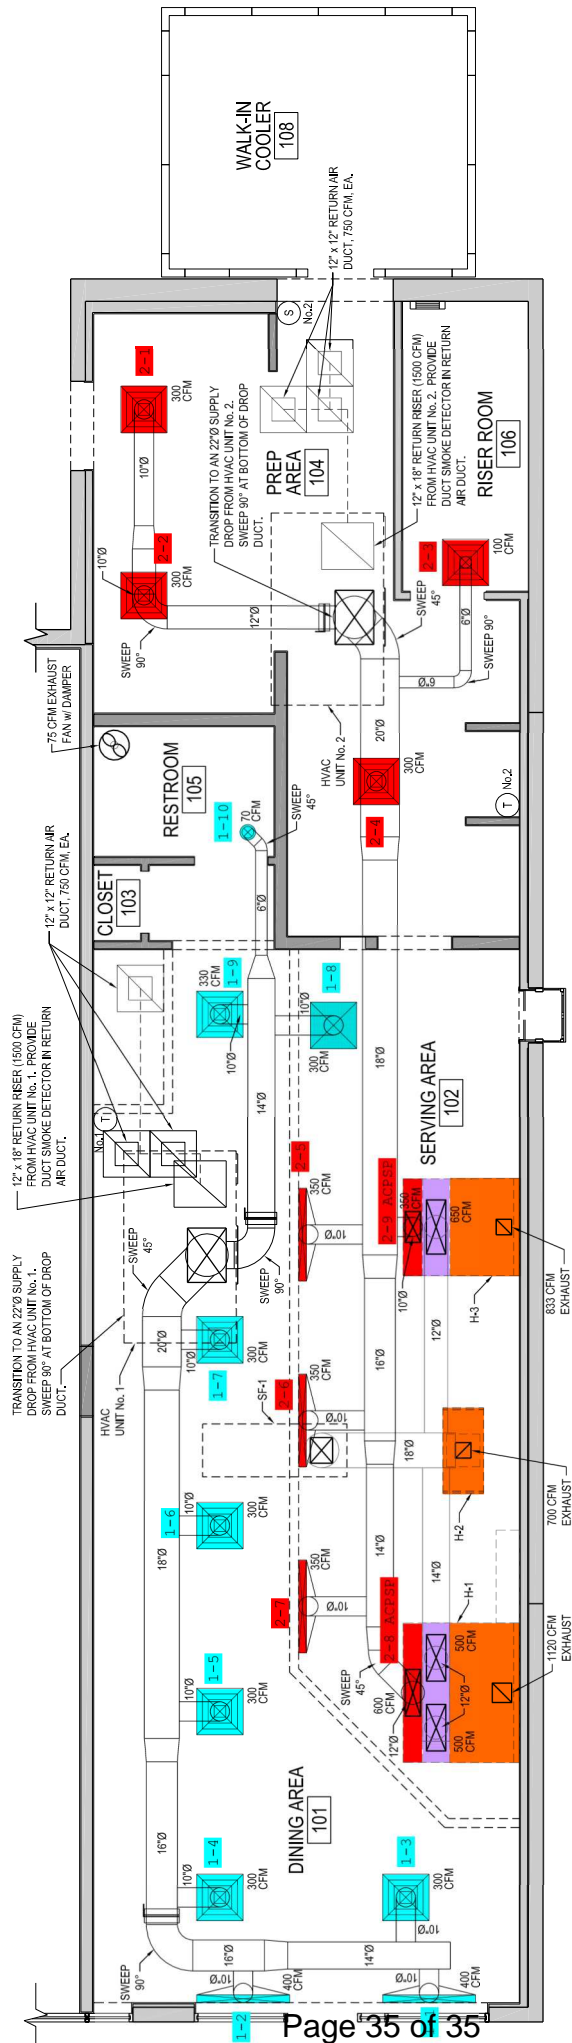 WALK-IN
COOLER
108
12" x 12" RETURN AIR
DUCT, 750 CFM, EA.
S
No.2
2-1
300
CFM
10"Ø
2-2
10"Ø
300
CFM
SWEEP
90°
12"Ø
TRANSITION TO AN 22"Ø SUPPLY
DROP FROM HVAC UNIT No. 2.
SWEEP 90° AT BOTTOM OF DROP
DUCT.
PREP
AREA
104
12" x 18" RETURN RISER (1500 CFM)
FROM HVAC UNIT No. 2. PROVIDE
DUCT SMOKE DETECTOR IN RETURN
AIR DUCT.
RISER ROOM
106
2-3
100
CFM
6"Ø
SWEEP 90°
SWEEP
45°
6"Ø
20"Ø
HVAC
UNIT No. 2
2-4
300
CFM
T
No.2
75 CFM EXHAUST
FAN w/ DAMPER
RESTROOM
105
1-10
70
CFM
SWEEP
45°
6"Ø
CLOSET
103
12" x 12" RETURN AIR
DUCT, 750 CFM, EA.
12" x 18" RETURN RISER (1500 CFM)
FROM HVAC UNIT No. 1. PROVIDE
DUCT SMOKE DETECTOR IN RETURN
AIR DUCT.
No.1
T
330
CFM
1-9
10"Ø
1-8
10"Ø
300
CFM
14"Ø
18"Ø
SERVING AREA
102
TRANSITION TO AN 22"Ø SUPPLY
DROP FROM HVAC UNIT No. 1.
SWEEP 90° AT BOTTOM OF DROP
DUCT.
SWEEP
45°
SWEEP
90°
HVAC
UNIT No. 1
20"Ø
10"Ø
1-7
300
CFM
2-5
350
CFM
10"Ø
2-9 ACPSP
350
CFM
10"Ø
650
CFM
12"Ø
H-3
833 CFM
EXHAUST
16"Ø
SF-1
2-6
350
CFM
10"Ø
18"Ø
H-2
700 CFM
EXHAUST
1-6
10"Ø
300
CFM
18"Ø
2-7
350
CFM
10"Ø
14"Ø
2-8 ACPSP
14"Ø
H-1
1120 CFM
EXHAUST
SWEEP
45°
600
CFM
12"Ø
500
CFM
12"Ø
500
CFM
1-5
10"Ø
300
CFM
16"Ø
DINING AREA
101
1-4
10"Ø
300
CFM
1-3
300
CFM
10"Ø
SWEEP
90°
16"Ø
14"Ø
10"Ø
400
CFM
10"Ø
400
CFM
1-2
Page 35 of 35